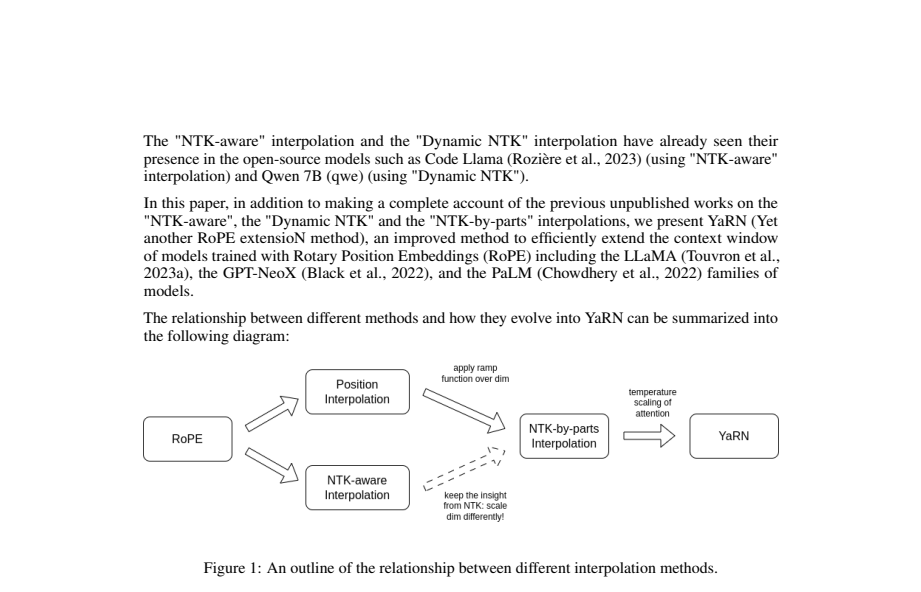 The "NTK-aware" interpolation and the "Dynamic NTK" interpolation have already seen their
presence in the open-source models such as Code Llama (Rozière et al., 2023) (using "NTK-aware"
interpolation) and Qwen 7B (qwe) (using "Dynamic NTK").
In this paper, in addition to making a complete account of the previous unpublished works on the
"NTK-aware", the "Dynamic NTK" and the "NTK-by-parts" interpolations, we present YaRN (Yet
another RoPE extensioN method), an improved method to efficiently extend the context window
of models trained with Rotary Position Embeddings (RoPE) including the LLaMA (Touvron et al.,
2023a), the GPT-NeoX (Black et al., 2022), and the PaLM (Chowdhery et al., 2022) families of
models.
The relationship between different methods and how they evolve into YaRN can be summarized into
the following diagram:
RoPE
Position
Interpolation
NTK-aware
Interpolation
apply ramp
function over dim
keep the insight
from NTK: scale
dim differently!
NTK-by-parts
Interpolation
temperature
scaling of
attention
YaRN
Figure 1: An outline of the relationship between different interpolation methods.